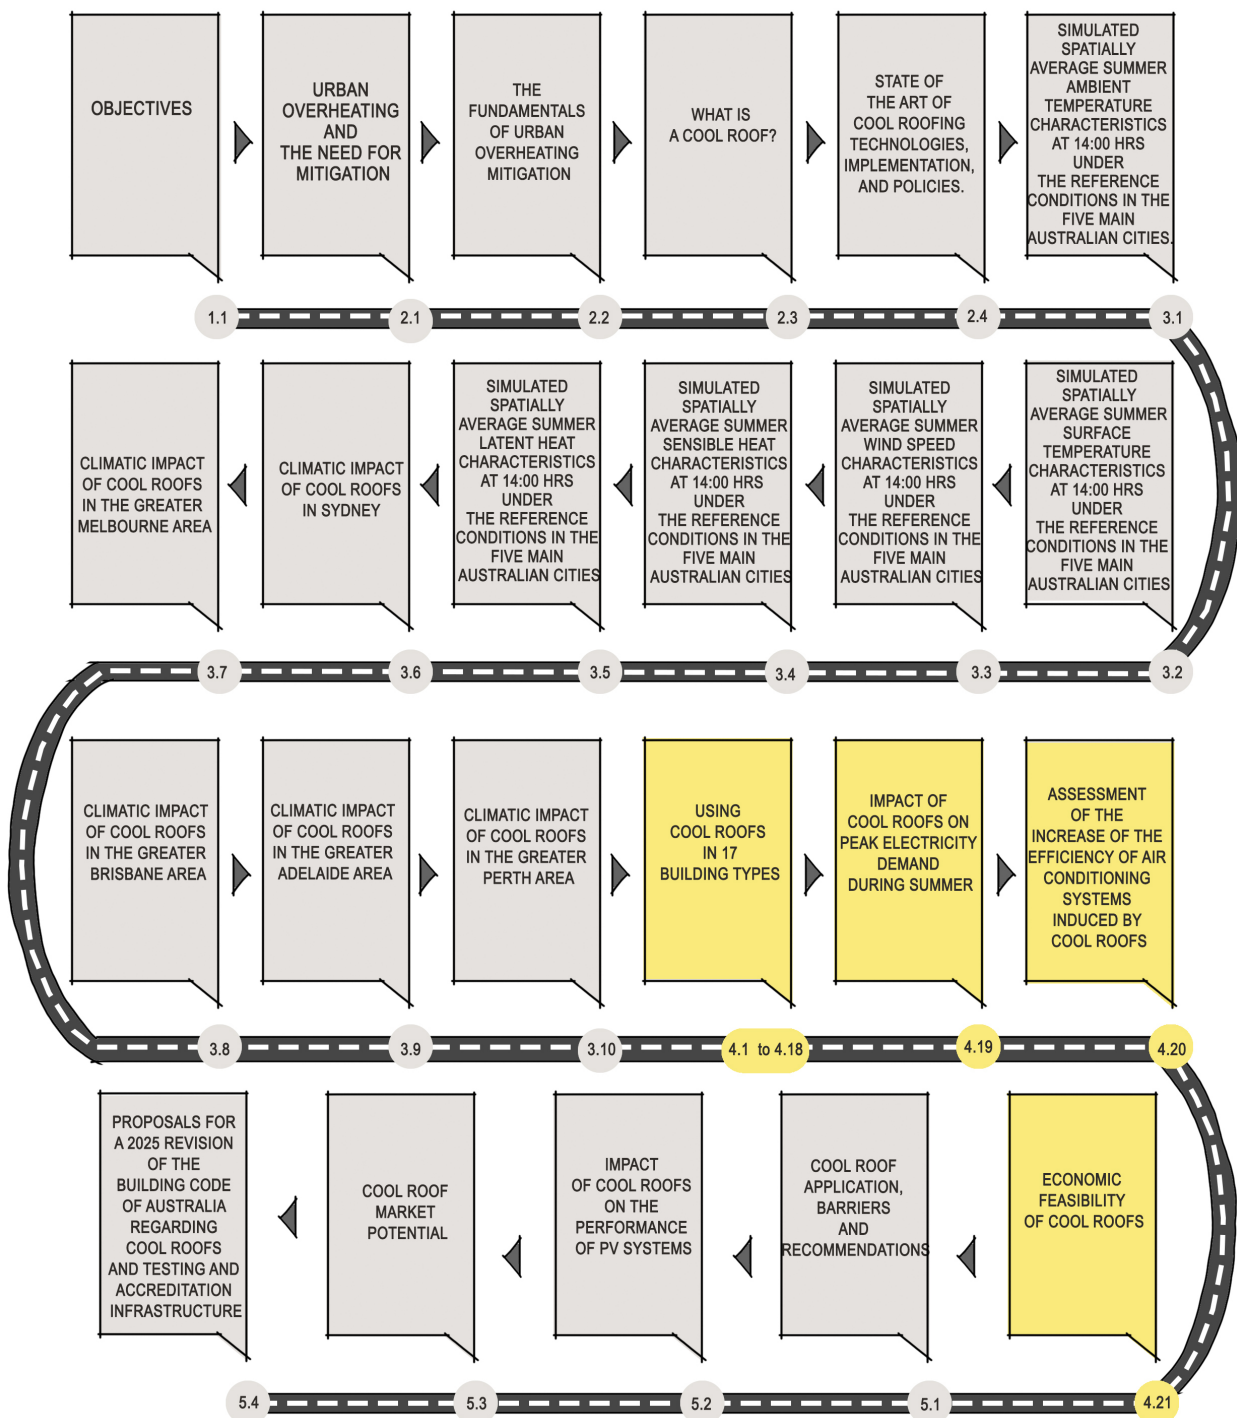 OBJECTIVES
URBAN
OVERHEATING
AND
THE NEED FOR
MITIGATION
THE
FUNDAMENTALS
OF URBAN
OVERHEATING
MITIGATION
WHAT IS
A COOL ROOF?
STATE OF
THE ART OF
COOL ROOFING
TECHNOLOGIES,
IMPLEMENTATION,
AND POLICIES.
SIMULATED
SPATIALLY
AVERAGE SUMMER
AMBIENT
TEMPERATURE
CHARACTERISTICS
AT 14:00 HRS
UNDER
THE REFERENCE
CONDITIONS IN THE
FIVE MAIN
AUSTRALIAN CITIES.
1.1
2.1
2.2
2.3
2.4
3.1
CLIMATIC IMPACT
OF COOL ROOFS
IN THE GREATER
MELBOURNE AREA
CLIMATIC IMPACT
OF COOL ROOFS
IN SYDNEY
SIMULATED
SPATIALLY
AVERAGE SUMMER
LATENT HEAT
CHARACTERISTICS
AT 14:00 HRS
UNDER
THE REFERENCE
CONDITIONS IN THE
FIVE MAIN
AUSTRALIAN CITIES
SIMULATED
SPATIALLY
AVERAGE SUMMER
SENSIBLE HEAT
CHARACTERISTICS
AT 14:00 HRS
UNDER
THE REFERENCE
CONDITIONS IN THE
FIVE MAIN
AUSTRALIAN CITIES
SIMULATED
SPATIALLY
AVERAGE SUMMER
WIND SPEED
CHARACTERISTICS
AT 14:00 HRS
UNDER
THE REFERENCE
CONDITIONS IN THE
FIVE MAIN
AUSTRALIAN CITIES
SIMULATED
SPATIALLY
AVERAGE SUMMER
SURFACE
TEMPERATURE
CHARACTERISTICS
AT 14:00 HRS
UNDER
THE REFERENCE
CONDITIONS IN THE
FIVE MAIN
AUSTRALIAN CITIES
3.7
3.6
3.5
3.4
3.3
3.2
CLIMATIC IMPACT
OF COOL ROOFS
IN THE GREATER
BRISBANE AREA
CLIMATIC IMPACT
OF COOL ROOFS
IN THE GREATER
ADELAIDE AREA
CLIMATIC IMPACT
OF COOL ROOFS
IN THE GREATER
PERTH AREA
USING
COOL ROOFS
IN 17
BUILDING TYPES
IMPACT OF
COOL ROOFS ON
PEAK ELECTRICITY
DEMAND
DURING SUMMER
ASSESSMENT
OF THE
INCREASE OF THE
EFFICIENCY OF AIR
CONDITIONING
SYSTEMS
INDUCED BY
COOL ROOFS
3.8
3.9
3.10
4.1 to 4.18
4.19
4.20
PROPOSALS FOR
A 2025 REVISION
OF THE
BUILDING CODE
OF AUSTRALIA
REGARDING
COOL ROOFS
AND TESTING AND
ACCREDITATION
INFRASTRUCTURE
COOL ROOF
MARKET
POTENTIAL
IMPACT
OF COOL ROOFS
ON THE
PERFORMANCE
OF PV SYSTEMS
COOL ROOF
APPLICATION,
BARRIERS
AND
RECOMMENDATIONS
ECONOMIC
FEASIBILITY
OF COOL ROOFS
5.4
5.3
5.2
5.1
4.21